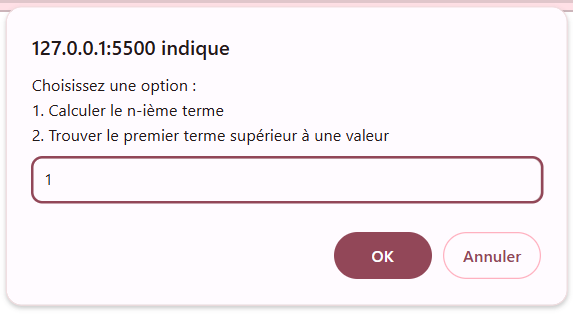 127.0.0.1:5500 indique
Choisissez une option :
1. Calculer le n-ième terme
2. Trouver le premier terme supérieur à une valeur
1
OK
Annuler